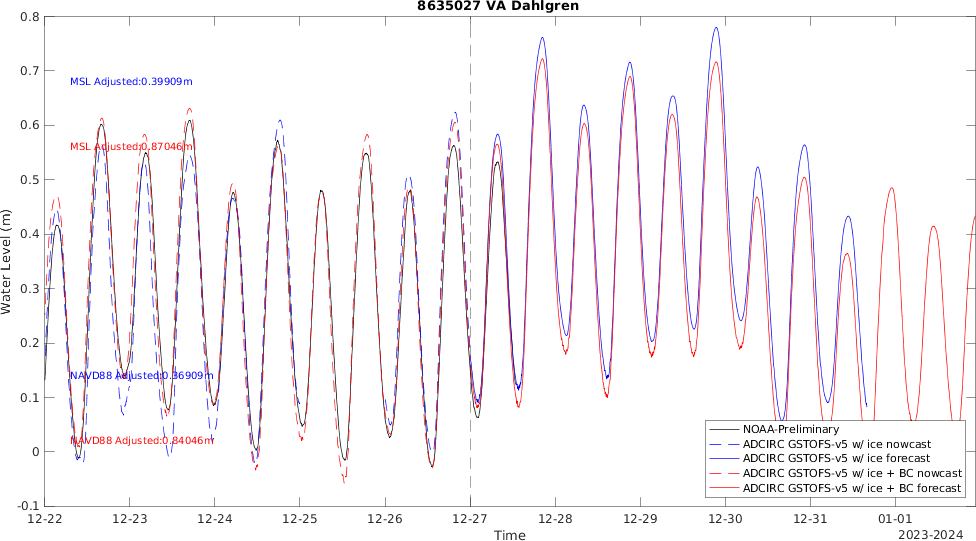 8635027 VA Dahlgren
0.8
0.7
0.6
0.5
0.4
0.3
0.2
0.1
0
-0.1
Water Level (m)
MSL Adjusted:0.39909m
MSL Adjusted:0.87046m
NAVD88 Adjusted:0.36909m
NAVD88 Adjusted:0.84046m
NOAA-Preliminary
ADCIRC GSTOFS-v5 w/ ice nowcast
ADCIRC GSTOFS-v5 w/ ice forecast
ADCIRC GSTOFS-v5 w/ ice + BC nowcast
ADCIRC GSTOFS-v5 w/ ice + BC forecast
12-22 12-23 12-24 12-25 12-26 12-27 12-28 12-29 12-30 12-31 01-01
Time
2023-2024